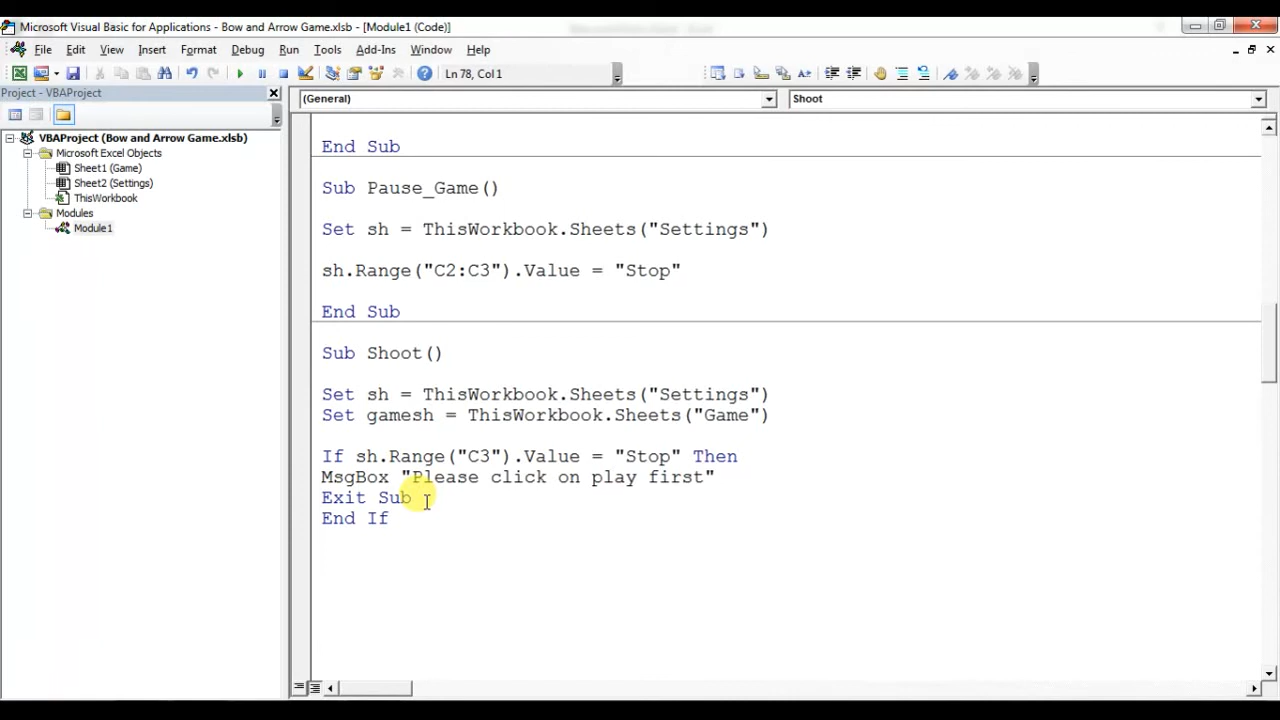 Microsoft Visual Basic for Applications - Bow and Arrow Game.xlsb - [Module1 (Code)]
File Edit View Insert Format Debug Run Tools Add-Ins Window Help
Ln 78, Col 1
Project - VBAProject
(General) Shoot
VBAProject (Bow and Arrow Game.xlsb)
Microsoft Excel Objects
Sheet1 (Game)
Sheet2 (Settings)
ThisWorkbook
Modules
Module1
End Sub
Sub Pause_Game()
Set sh = ThisWorkbook.Sheets("Settings")
sh.Range("C2:C3").Value = "Stop"
End Sub
Sub Shoot()
Set sh = ThisWorkbook.Sheets("Settings")
Set gamesh = ThisWorkbook.Sheets("Game")
If sh.Range("C3").Value = "Stop" Then
MsgBox "Please click on play first"
Exit Sub
End If